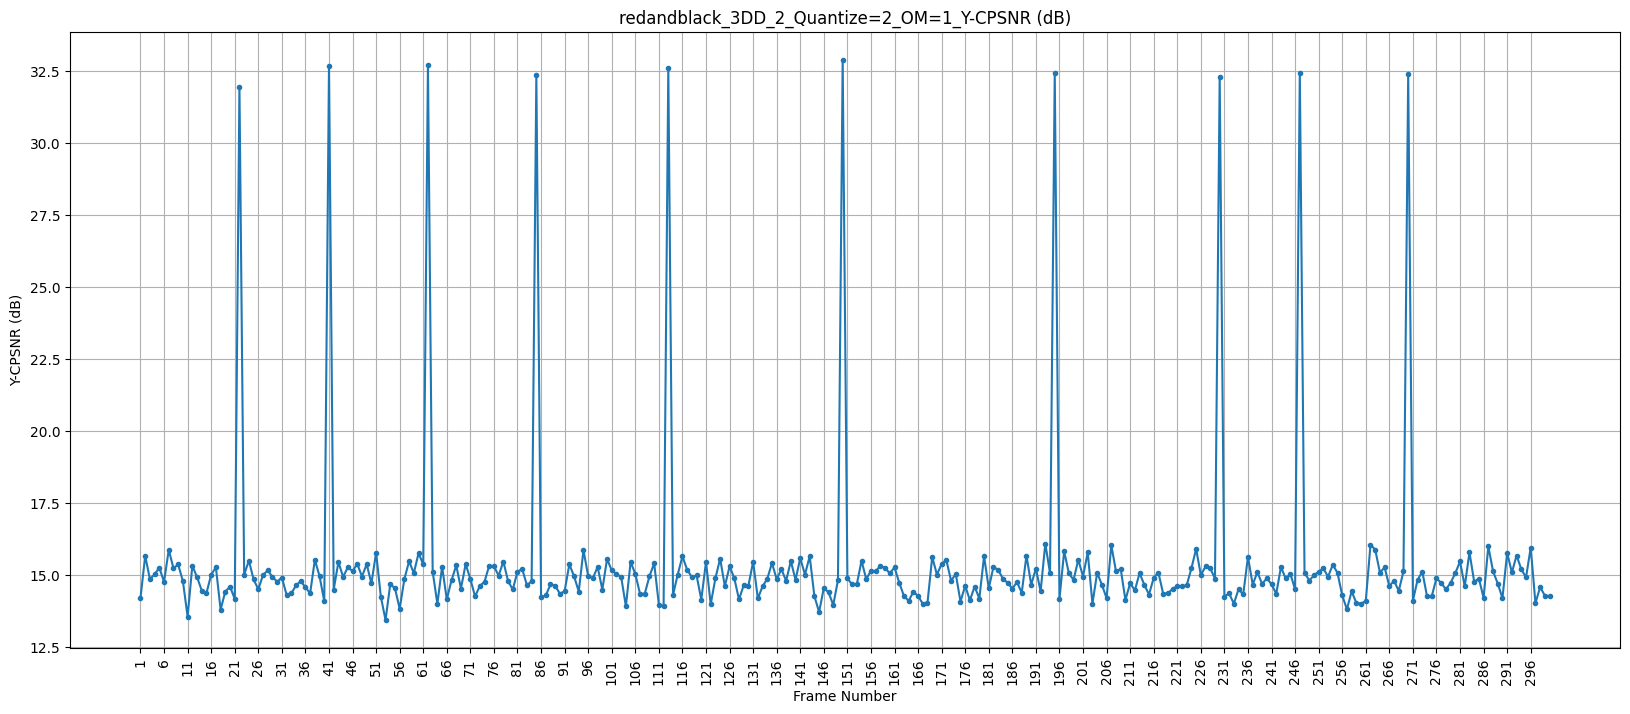 redandblack_3DD_2_Quantize=2_OM=1_Y-CPSNR (dB)
Y-CPSNR (dB)
32.5
30.0
27.5
25.0
22.5
20.0
17.5
15.0
12.5
1 6 11 16 21 26 31 36 41 46 51 56 61 66 71 76 81 86 91 96 101 106 111 116 121 126 131 136 141 146 151 156 161 166 171 176 181 186 191 196 201 206 211 216 221 226 231 236 241 246 251 256 261 266 271 276 281 286 291 296
Frame Number